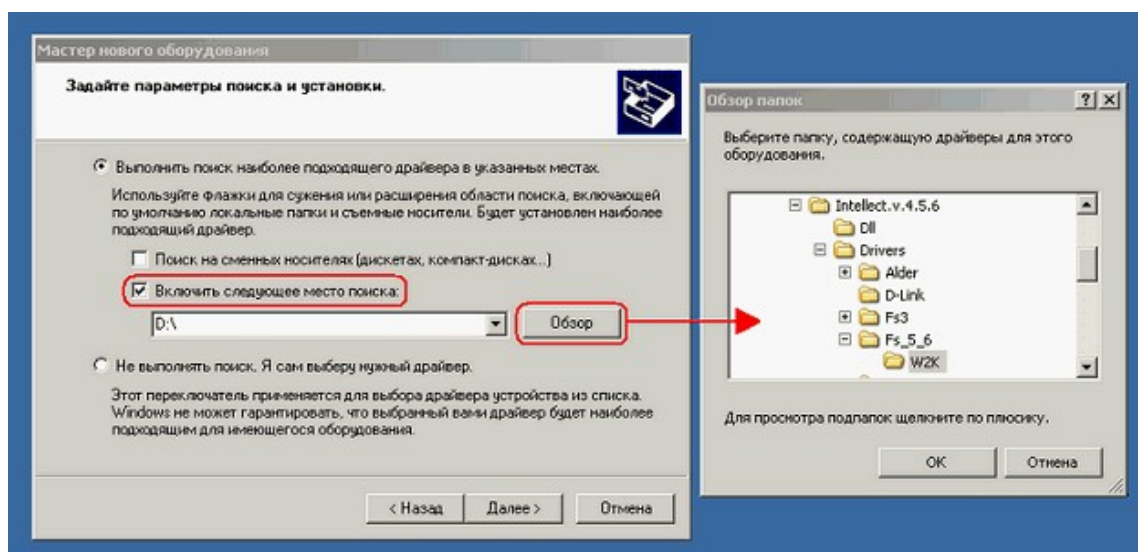 Мастер нового оборудования
Задайте параметры поиска и установки.
Выполнить поиск наиболее подходящего драйвера в указанных местах.
Используйте флажки для сужения или расширения области поиска, включающей
по умолчанию локальные папки и съемные носители. Будет установлен наиболее
подходящий драйвер.
Поиск на сменных носителях (дискетах, компакт-дисках...)
Включить следующее место поиска:
D:\
Обзор
Не выполнять поиск. Я сам выберу нужный драйвер.
Этот переключатель применяется для выбора драйвера устройства из списка.
Windows не может гарантировать, что выбранный вами драйвер будет наиболее
подходящим для имеющегося оборудования.
< Назад
Далее >
Отмена
Обзор папок
Выберите папку, содержащую драйверы для этого
оборудования.
Intellect.v.4.5.6
Dll
Drivers
Alder
D-Link
Fs3
Fs_5_6
W2K
Для просмотра подпапок щелкните по плюсику.
ОК
Отмена